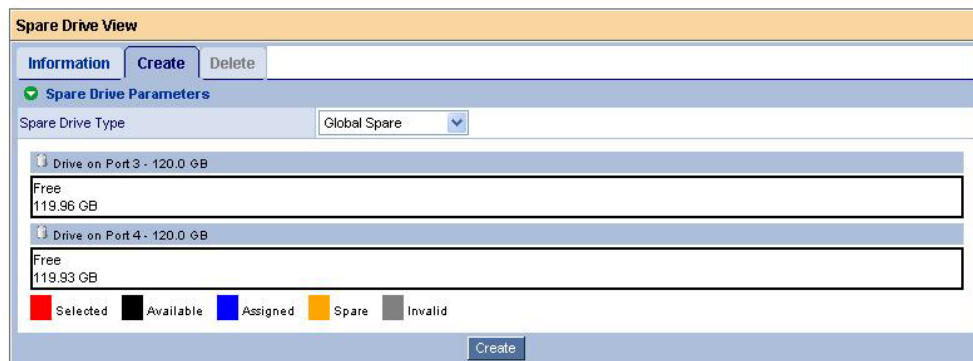 Spare Drive View
Information Create Delete
Spare Drive Parameters
Spare Drive Type Global Spare
Drive on Port 3 - 120.0 GB
Free
119.96 GB
Drive on Port 4 - 120.0 GB
Free
119.93 GB
Selected Available Assigned Spare Invalid
Create